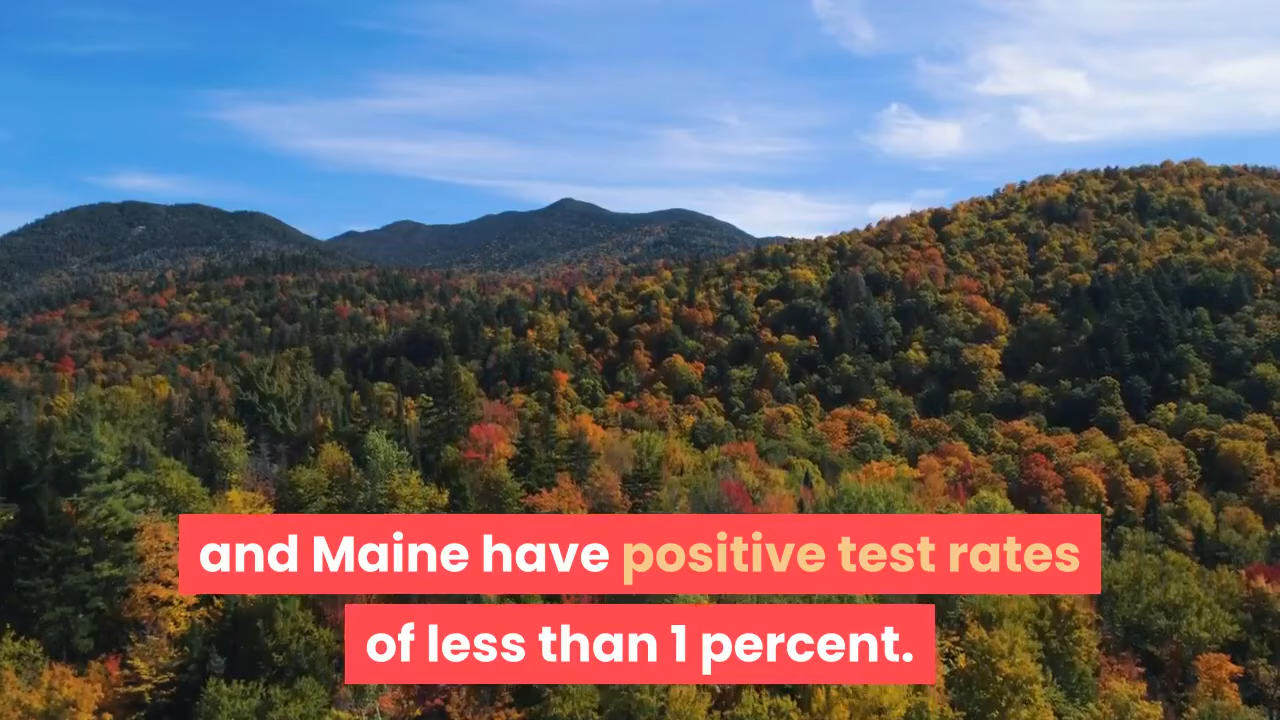 and Maine have positive test rates
of less than 1 percent.